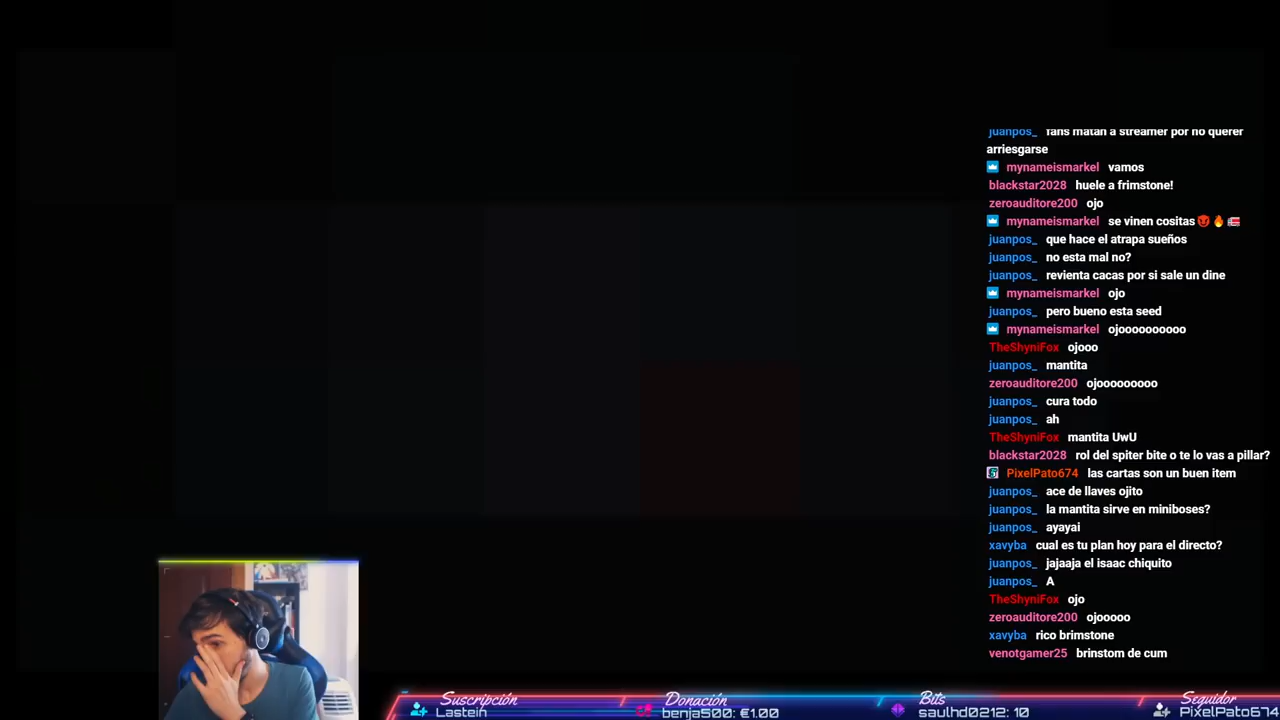 juanpos_ fans matan a streamer por no querer
arriesgarse
mynameismarkel vamos
blackstar2028 huele a frimstone!
zeroauditore200 ojo
mynameismarkel se vinen cositas
juanpos_ que hace el atrapa sueños
juanpos_ no esta mal no?
juanpos_ revienta cacas por si sale un dine
mynameismarkel ojo
juanpos_ pero bueno esta seed
mynameismarkel ojoooooooooo
TheShyniFox ojooo
juanpos_ mantita
zeroauditore200 ojooooooooo
juanpos_ cura todo
juanpos_ ah
TheShyniFox mantita UwU
blackstar2028 rol del spiter bite o te lo vas a pillar?
PixelPato674 las cartas son un buen item
juanpos_ ace de llaves ojito
juanpos_ la mantita sirve en miniboses?
juanpos_ ayayai
xavyba cual es tu plan hoy para el directo?
juanpos_ jajaaja el isaac chiquito
juanpos_ A
TheShyniFox ojo
zeroauditore200 ojooooo
xavyba rico brimstone
venotgamer25 brinstom de cum
Suscripción Donación Bits Seguidor
Lastein benja500: €1.00 saulhd0212: 10 PixelPato674